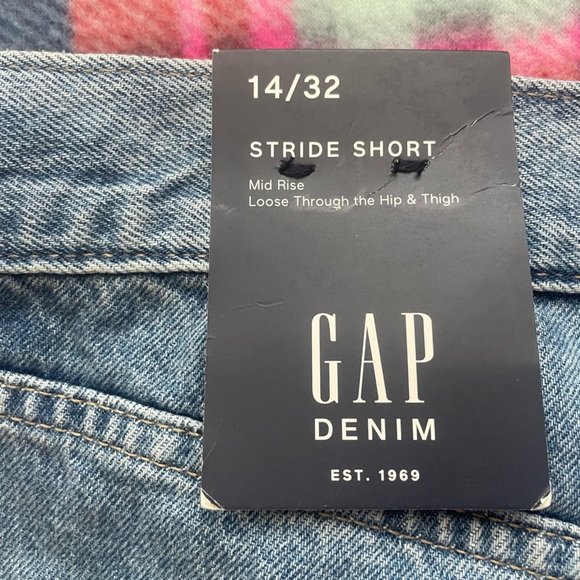 14/32
STRIDE SHORT
Mid Rise
Loose Through the Hip & Thigh
GAP
DENIM
EST. 1969